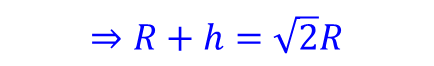 ⇒ R + h = √2R